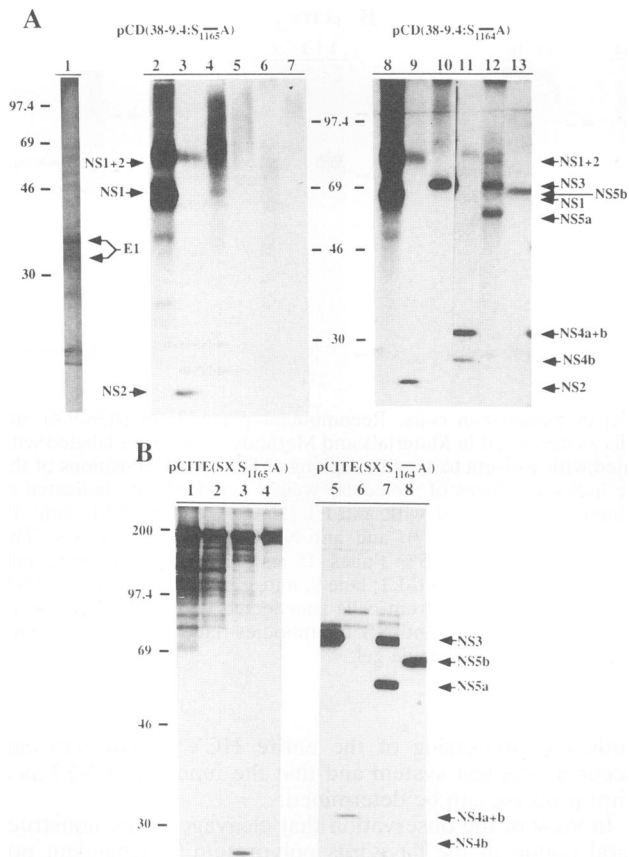 A
pCD(38-9.4:S1165A)
pCD(38-9.4:S1164A)
1
2 3 4 5 6 7
8 9 10 11 12 13
97.4
69
46
30
NS1+2
NS1
E1
NS2
97.4
69
46
30
NS1+2
NS3
NS5b
NS1
NS5a
NS4a+b
NS4b
NS2
B
pCITE(SX S1165A)
pCITE(SX S1164A)
1 2 3 4
5 6 7 8
200
97.4
69
46
30
NS3
NS5b
NS5a
NS4a+b
NS4b